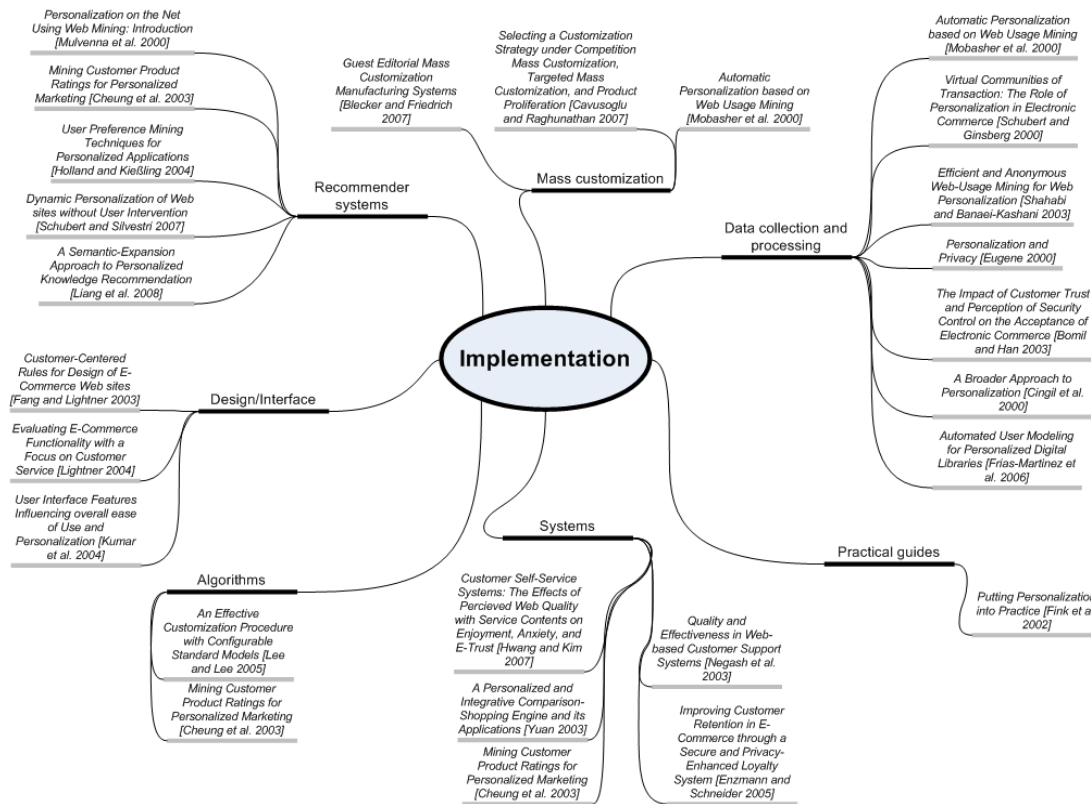 Personalization on the Net
Using Web Mining: Introduction
[Mulvenna et al. 2000]
Mining Customer Product
Ratings for Personalized
Marketing [Cheung et al. 2003]
User Preference Mining
Techniques for
Personalized Applications
[Holland and Kießling 2004]
Dynamic Personalization of Web
sites without User Intervention
[Schubert and Silvestri 2007]
A Semantic-Expansion
Approach to Personalized
Knowledge Recommendation
[Liang et al. 2008]
Recommender
systems
Guest Editorial Mass
Customization
Manufacturing Systems
[Blecker and Friedrich
2007]
Selecting a Customization
Strategy under Competition
Mass Customization,
Targeted Mass
Customization, and Product
Proliferation [Cavusoglu
and Raghunathan 2007]
Automatic
Personalization based on
Web Usage Mining
[Mobasher et al. 2000]
Mass customization
Automatic Personalization
based on Web Usage Mining
[Mobasher et al. 2000]
Virtual Communities of
Transaction: The Role of
Personalization in Electronic
Commerce [Schubert and
Ginsberg 2000]
Efficient and Anonymous
Web-Usage Mining for Web
Personalization [Shahabi
and Banaei-Kashani 2003]
Personalization and
Privacy [Eugene 2000]
The Impact of Customer Trust
and Perception of Security
Control on the Acceptance of
Electronic Commerce [Bomil
and Han 2003]
A Broader Approach to
Personalization [Cingil et al.
2000]
Automated User Modeling
for Personalized Digital
Libraries [Frias-Martinez et
al. 2006]
Data collection and
processing
Implementation
Customer-Centered
Rules for Design of E-
Commerce Web sites
[Fang and Lightner 2003]
Evaluating E-Commerce
Functionality with a
Focus on Customer
Service [Lightner 2004]
User Interface Features
Influencing overall ease
of Use and
Personalization [Kumar
et al. 2004]
Design/Interface
Algorithms
An Effective
Customization Procedure
with Configurable
Standard Models [Lee
and Lee 2005]
Mining Customer
Product Ratings for
Personalized Marketing
[Cheung et al. 2003]
Systems
Customer Self-Service
Systems: The Effects of
Percieved Web Quality
with Service Contents on
Enjoyment, Anxiety, and
E-Trust [Hwang and Kim
2007]
A Personalized and
Integrative Comparison-
Shopping Engine and its
Applications [Yuan 2003]
Mining Customer
Product Ratings for
Personalized Marketing
[Cheung et al. 2003]
Quality and
Effectiveness in Web-
based Customer Support
Systems [Negash et al.
2003]
Improving Customer
Retention in E-
Commerce through a
Secure and Privacy-
Enhanced Loyalty
System [Enzmann and
Schneider 2005]
Practical guides
Putting Personalization
into Practice [Fink et a
2002]